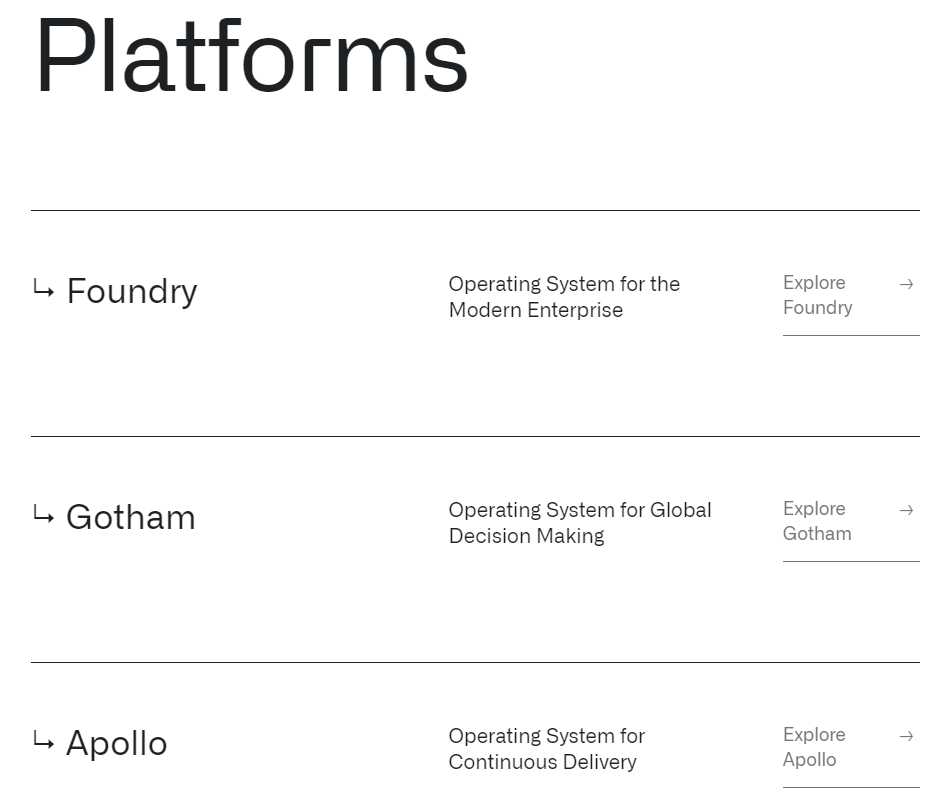 Platforms
Foundry
Operating System for the
Modern Enterprise
Explore →
Foundry
Gotham
Operating System for Global
Decision Making
Explore →
Gotham
Apollo
Operating System for
Continuous Delivery
Explore →
Apollo